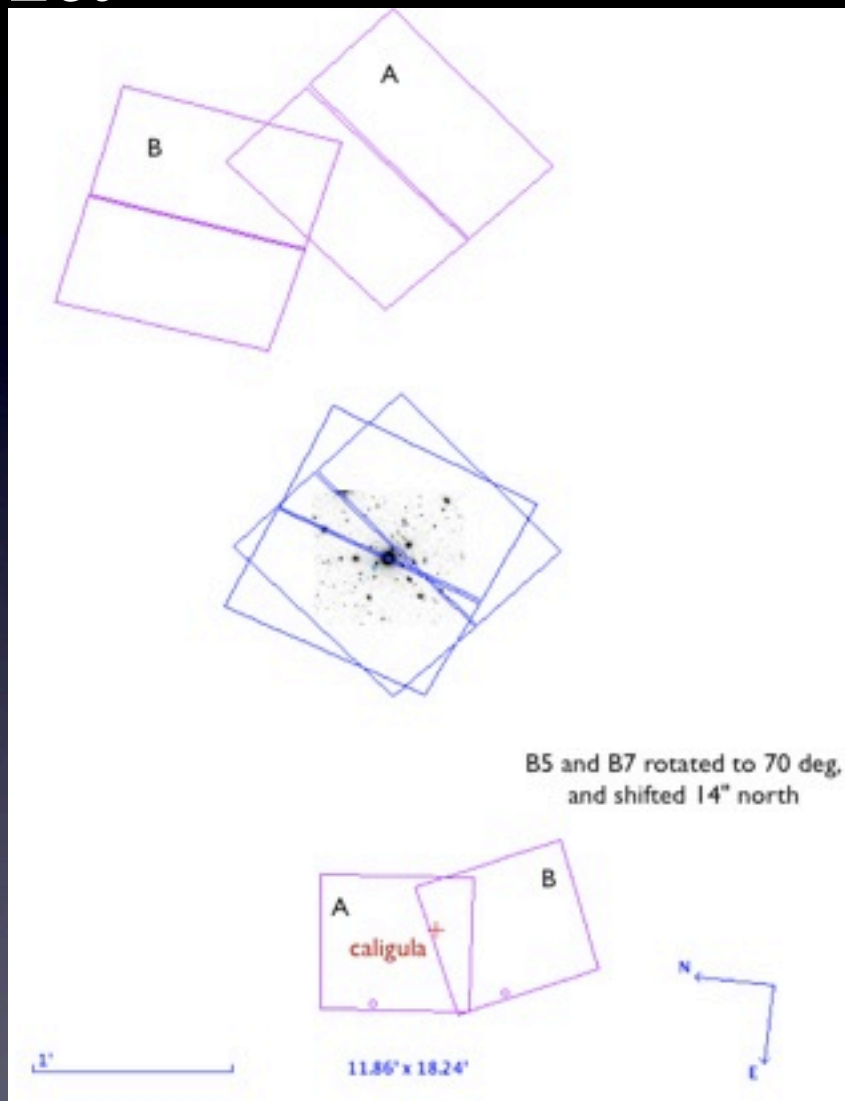 A
B
B5 and B7 rotated to 70 deg,
and shifted 14" north
A
B
caligula
N
E
1'
11.86' x 18.24'